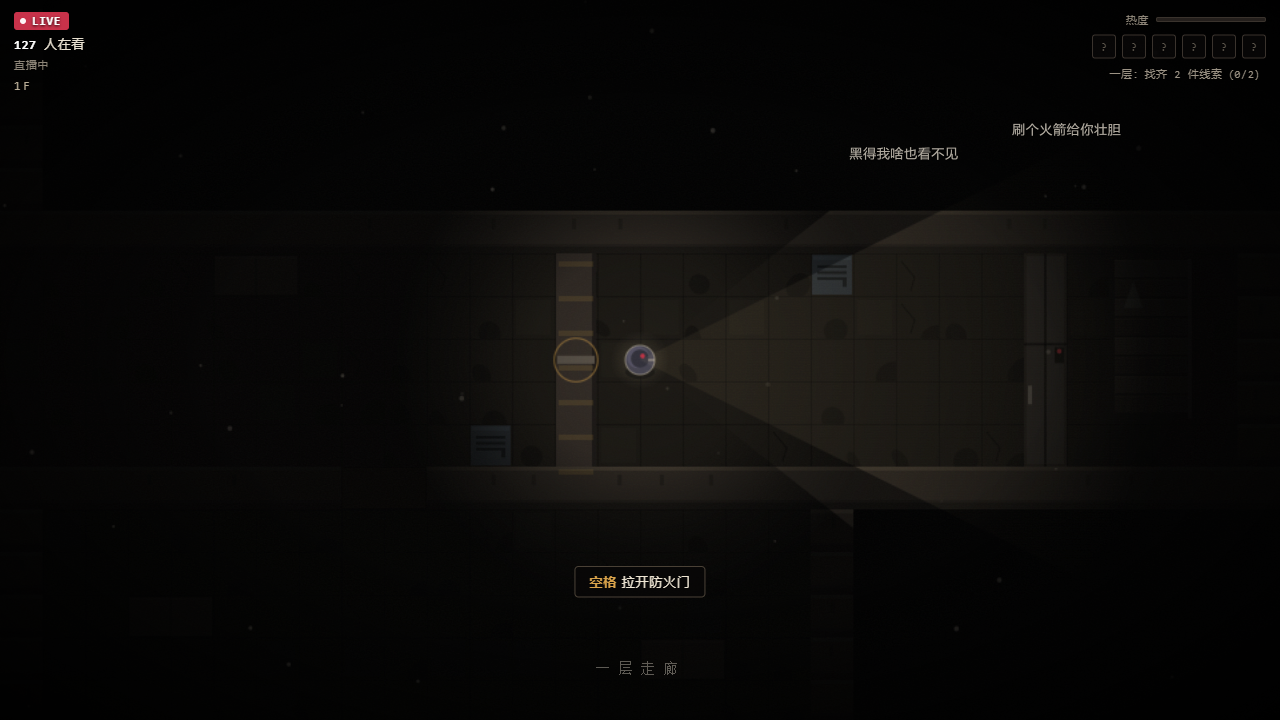 LIVE
127 人在看
直播中
1F
热度
? ? ? ? ? ?
一层: 找齐 2 件线索 (0/2)
刷个火箭给你壮胆
黑得我啥也看不见
空格 拉开防火门
一层走廊